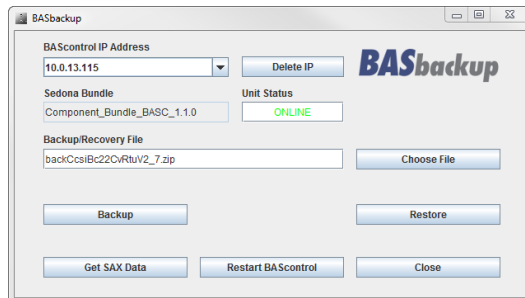 BASbackup
BAScontrol IP Address
10.0.13.115
Delete IP
BASbackup
Sedona Bundle
Unit Status
Component_Bundle_BASC_1.1.0
ONLINE
Backup/Recovery File
backCcsiBc22CvRtuV2_7.zip
Choose File
Backup
Restore
Get SAX Data
Restart BAScontrol
Close